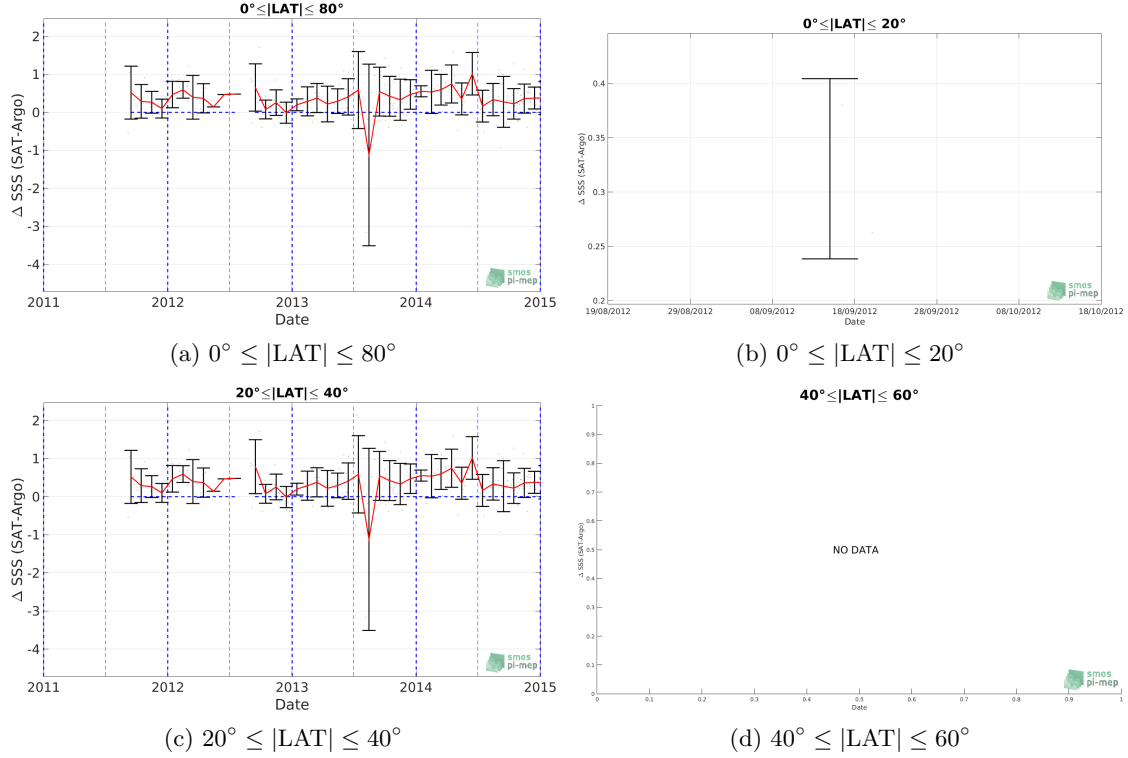 0°≤|LAT|≤ 80°
2
1
0
-1
-2
-3
-4
Δ SSS (SAT-Argo)
2011
2012
2013
2014
2015
Date
smos
pi-mep
(a) 0° ≤ |LAT| ≤ 80°
0°≤|LAT|≤ 20°
0.4
0.35
0.3
0.25
0.2
Δ SSS (SAT-Argo)
19/08/2012
29/08/2012
08/09/2012
18/09/2012
28/09/2012
08/10/2012
18/10/2012
Date
smos
pi-mep
(b) 0° ≤ |LAT| ≤ 20°
20°≤|LAT|≤ 40°
2
1
0
-1
-2
-3
-4
Δ SSS (SAT-Argo)
2011
2012
2013
2014
2015
Date
smos
pi-mep
(c) 20° ≤ |LAT| ≤ 40°
40°≤|LAT|≤ 60°
1
0.9
0.8
0.7
0.6
0.5
0.4
0.3
0.2
0.1
0
Δ SSS (SAT-Argo)
NO DATA
0
0.1
0.2
0.3
0.4
0.5
0.6
0.7
0.8
0.9
1
Date
smos
pi-mep
(d) 40° ≤ |LAT| ≤ 60°